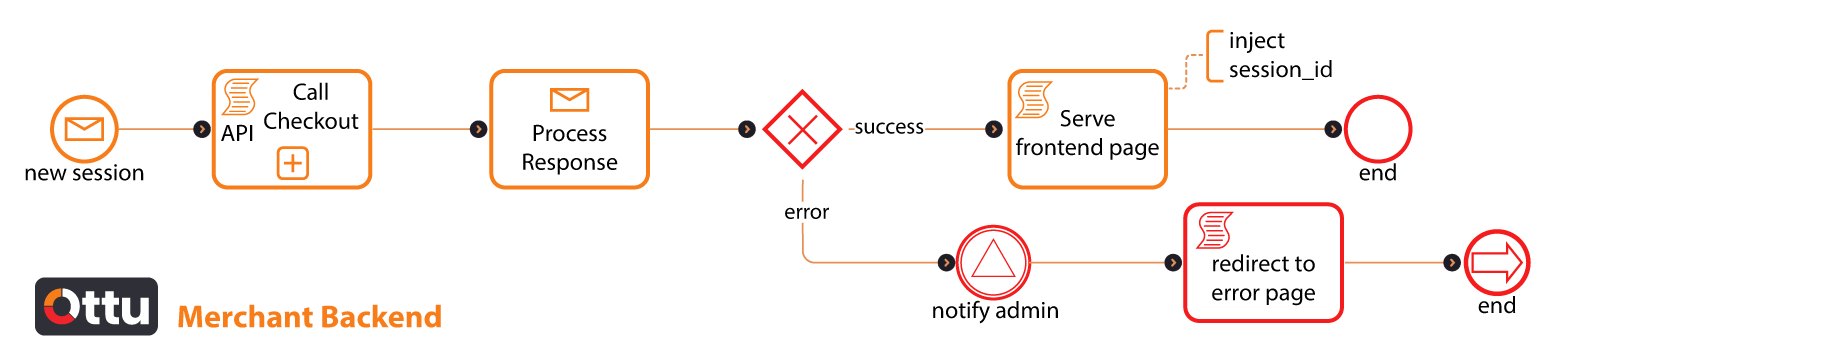 new session
Call
Checkout
API
Process
Response
success
error
Serve
frontend page
inject
session_id
end
notify admin
redirect to
error page
end
Ottu
Merchant Backend